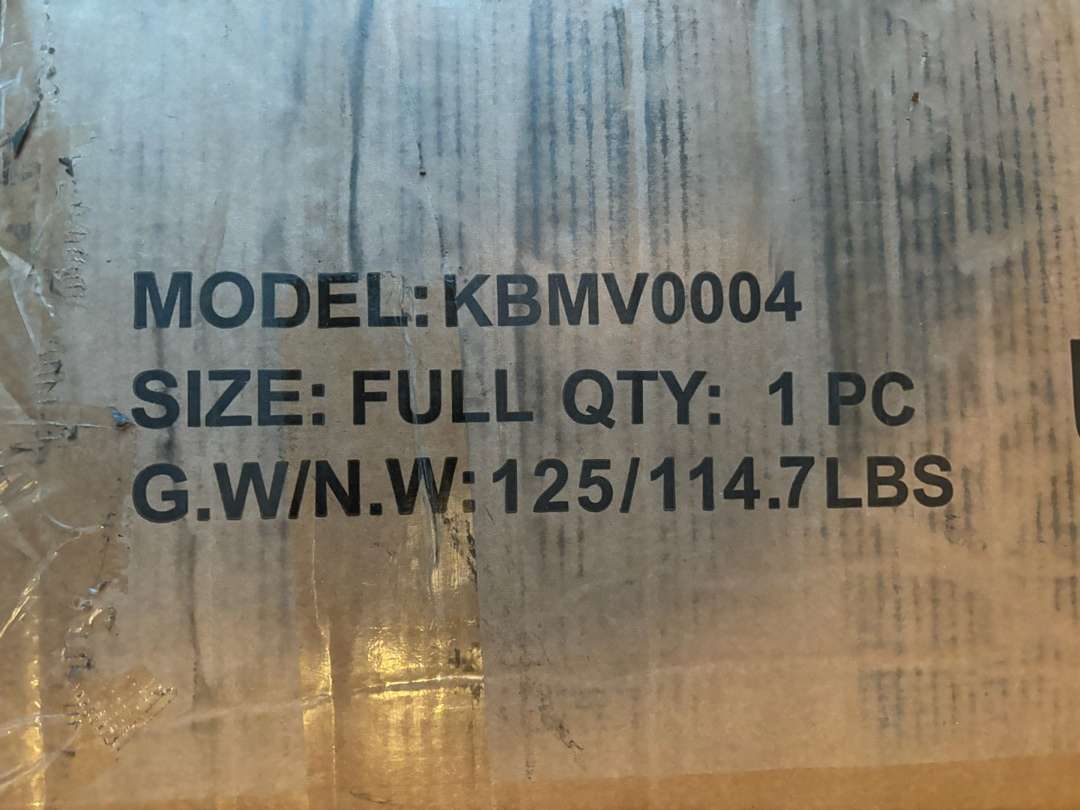 MODEL: KBMV0004
SIZE: FULL QTY: 1 PC
G.W/N.W: 125/114.7LBS